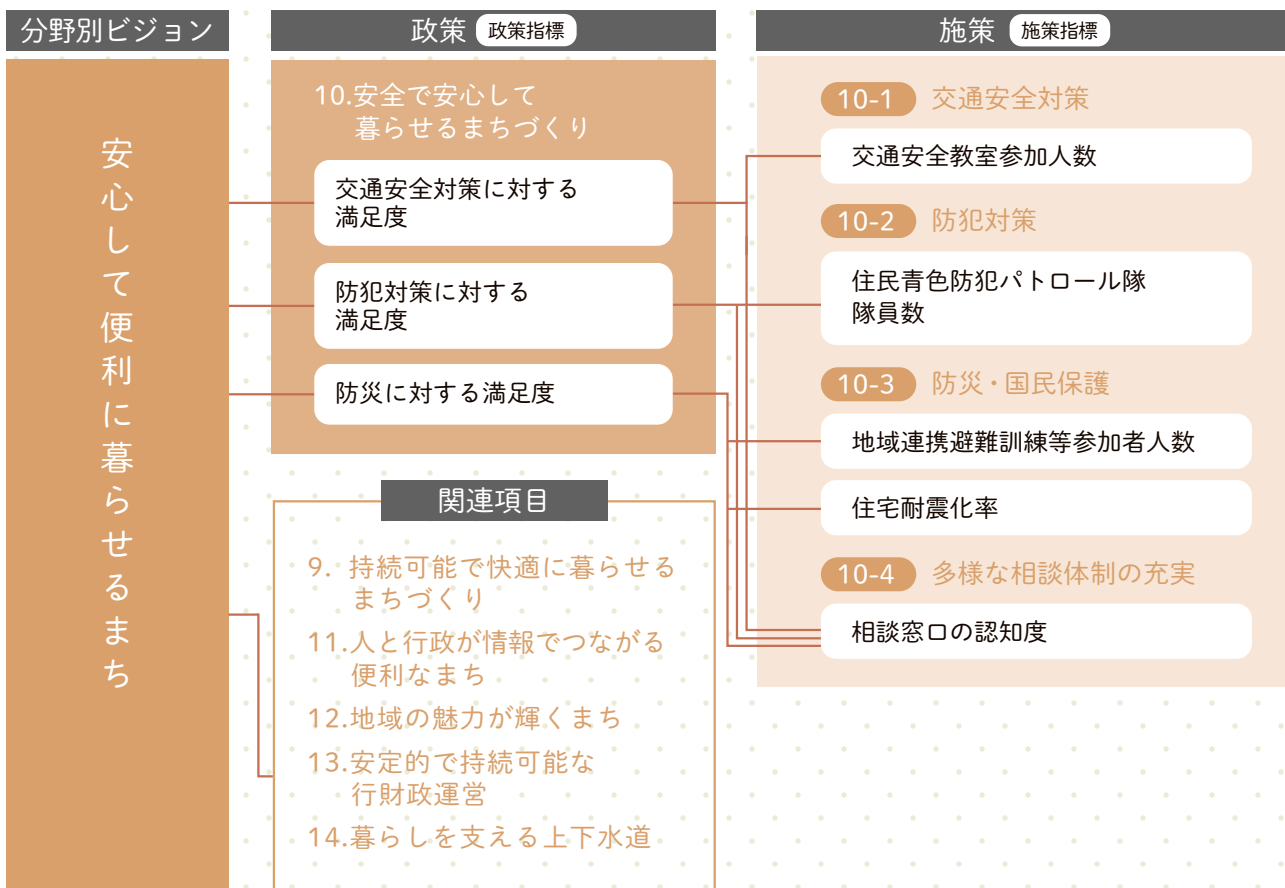 分野別ビジョン
安心して便利に暮らせるまち
政策 政策指標
10.安全で安心して
暮らせるまちづくり
交通安全対策に対する
満足度
防犯対策に対する
満足度
防災に対する満足度
関連項目
9. 持続可能で快適に暮らせる
まちづくり
11.人と行政が情報でつながる
便利なまち
12.地域の魅力が輝くまち
13.安定的で持続可能な
行財政運営
14.暮らしを支える上下水道
施策 施策指標
10-1 交通安全対策
交通安全教室参加人数
10-2 防犯対策
住民青色防犯パトロール隊
隊員数
10-3 防災・国民保護
地域連携避難訓練等参加者人数
住宅耐震化率
10-4 多様な相談体制の充実
相談窓口の認知度